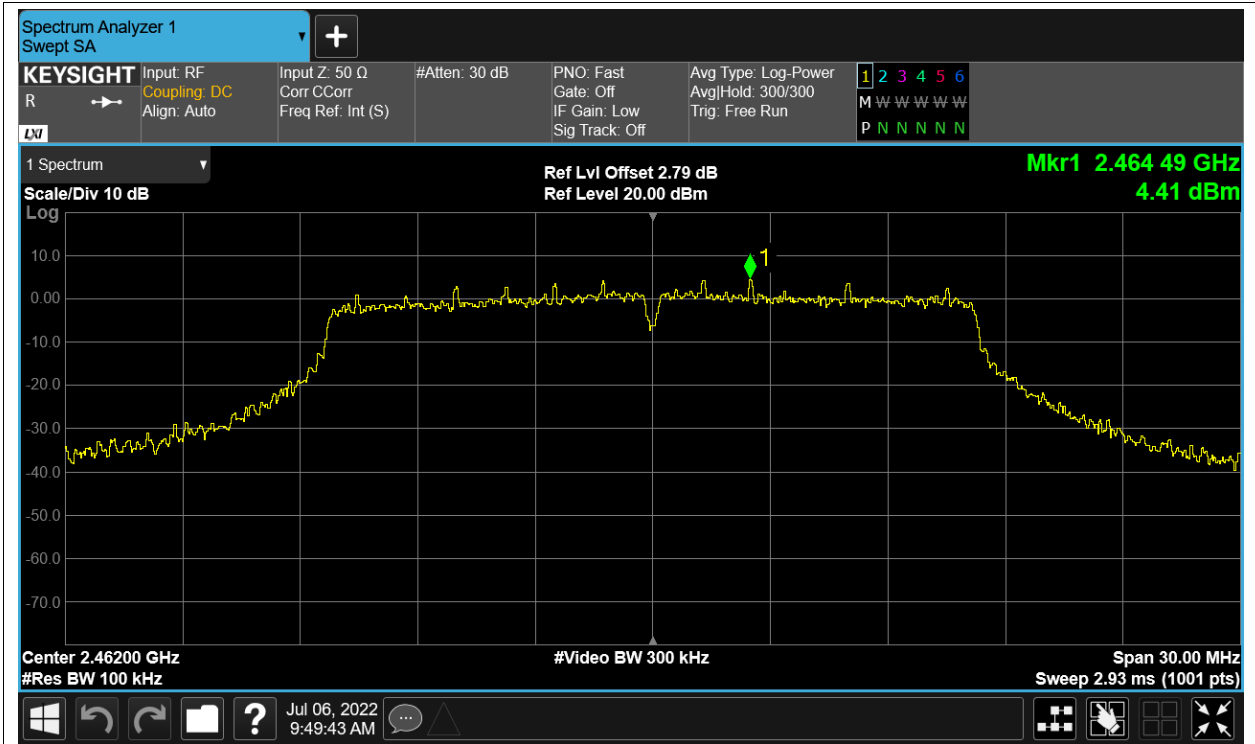 Spectrum Analyzer 1
Swept SA
+
KEYSIGHT
R
LXI
Input: RF
Coupling: DC
Align: Auto
Input Z: 50 Ω
Corr CCorr
Freq Ref: Int (S)
#Atten: 30 dB
PNO: Fast
Gate: Off
IF Gain: Low
Sig Track: Off
Avg Type: Log-Power
Avg|Hold: 300/300
Trig: Free Run
1 2 3 4 5 6
M W W W W W W
P N N N N N N
1 Spectrum
Scale/Div 10 dB
Ref Lvl Offset 2.79 dB
Ref Level 20.00 dBm
Mkr1 2.464 49 GHz
4.41 dBm
Log
10.0
0.00
-10.0
-20.0
-30.0
-40.0
-50.0
-60.0
-70.0
1
Center 2.46200 GHz
#Res BW 100 kHz
#Video BW 300 kHz
Span 30.00 MHz
Sweep 2.93 ms (1001 pts)
?
Jul 06, 2022
9:49:43 AM